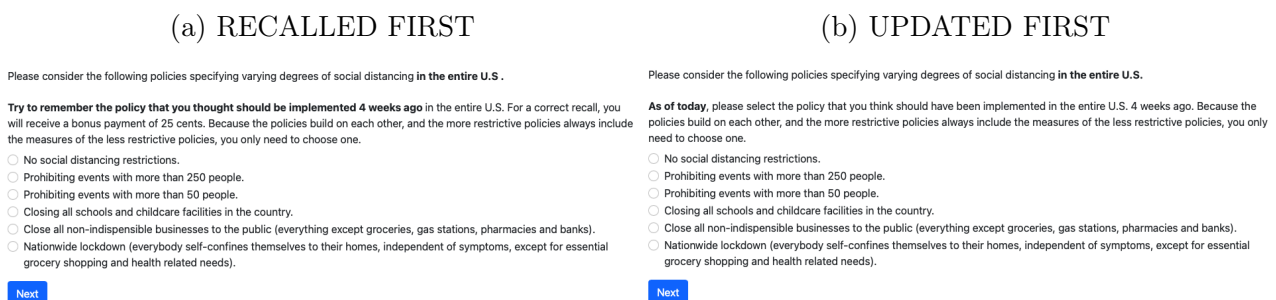 (a) RECALLED FIRST
Please consider the following policies specifying varying degrees of social distancing in the entire U.S .
Try to remember the policy that you thought should be implemented 4 weeks ago in the entire U.S. For a correct recall, you
will receive a bonus payment of 25 cents. Because the policies build on each other, and the more restrictive policies always include
the measures of the less restrictive policies, you only need to choose one.
No social distancing restrictions.
Prohibiting events with more than 250 people.
Prohibiting events with more than 50 people.
Closing all schools and childcare facilities in the country.
Close all non-indispensible businesses to the public (everything except groceries, gas stations, pharmacies and banks).
Nationwide lockdown (everybody self-confines themselves to their homes, independent of symptoms, except for essential
grocery shopping and health related needs).
Next
(b) UPDATED FIRST
Please consider the following policies specifying varying degrees of social distancing in the entire U.S.
As of today, please select the policy that you think should have been implemented in the entire U.S. 4 weeks ago. Because the
policies build on each other, and the more restrictive policies always include the measures of the less restrictive policies, you only
need to choose one.
No social distancing restrictions.
Prohibiting events with more than 250 people.
Prohibiting events with more than 50 people.
Closing all schools and childcare facilities in the country.
Close all non-indispensible businesses to the public (everything except groceries, gas stations, pharmacies and banks).
Nationwide lockdown (everybody self-confines themselves to their homes, independent of symptoms, except for essential
grocery shopping and health related needs).
Next